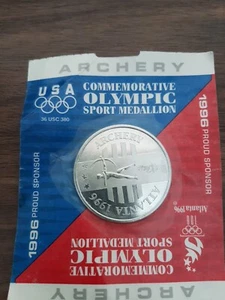 ARCHERY
USA
36 USC 380
COMMEMORATIVE
OLYMPIC
SPORT MEDALLION
1996 PROUD SPONSOR
1996 PROUD SPONSOR
ARCHERY
ATLANTA 1996
Atlanta 1996
COMMEMORATIVE
OLYMPIC
SPORT MEDALLION
ARCHERY